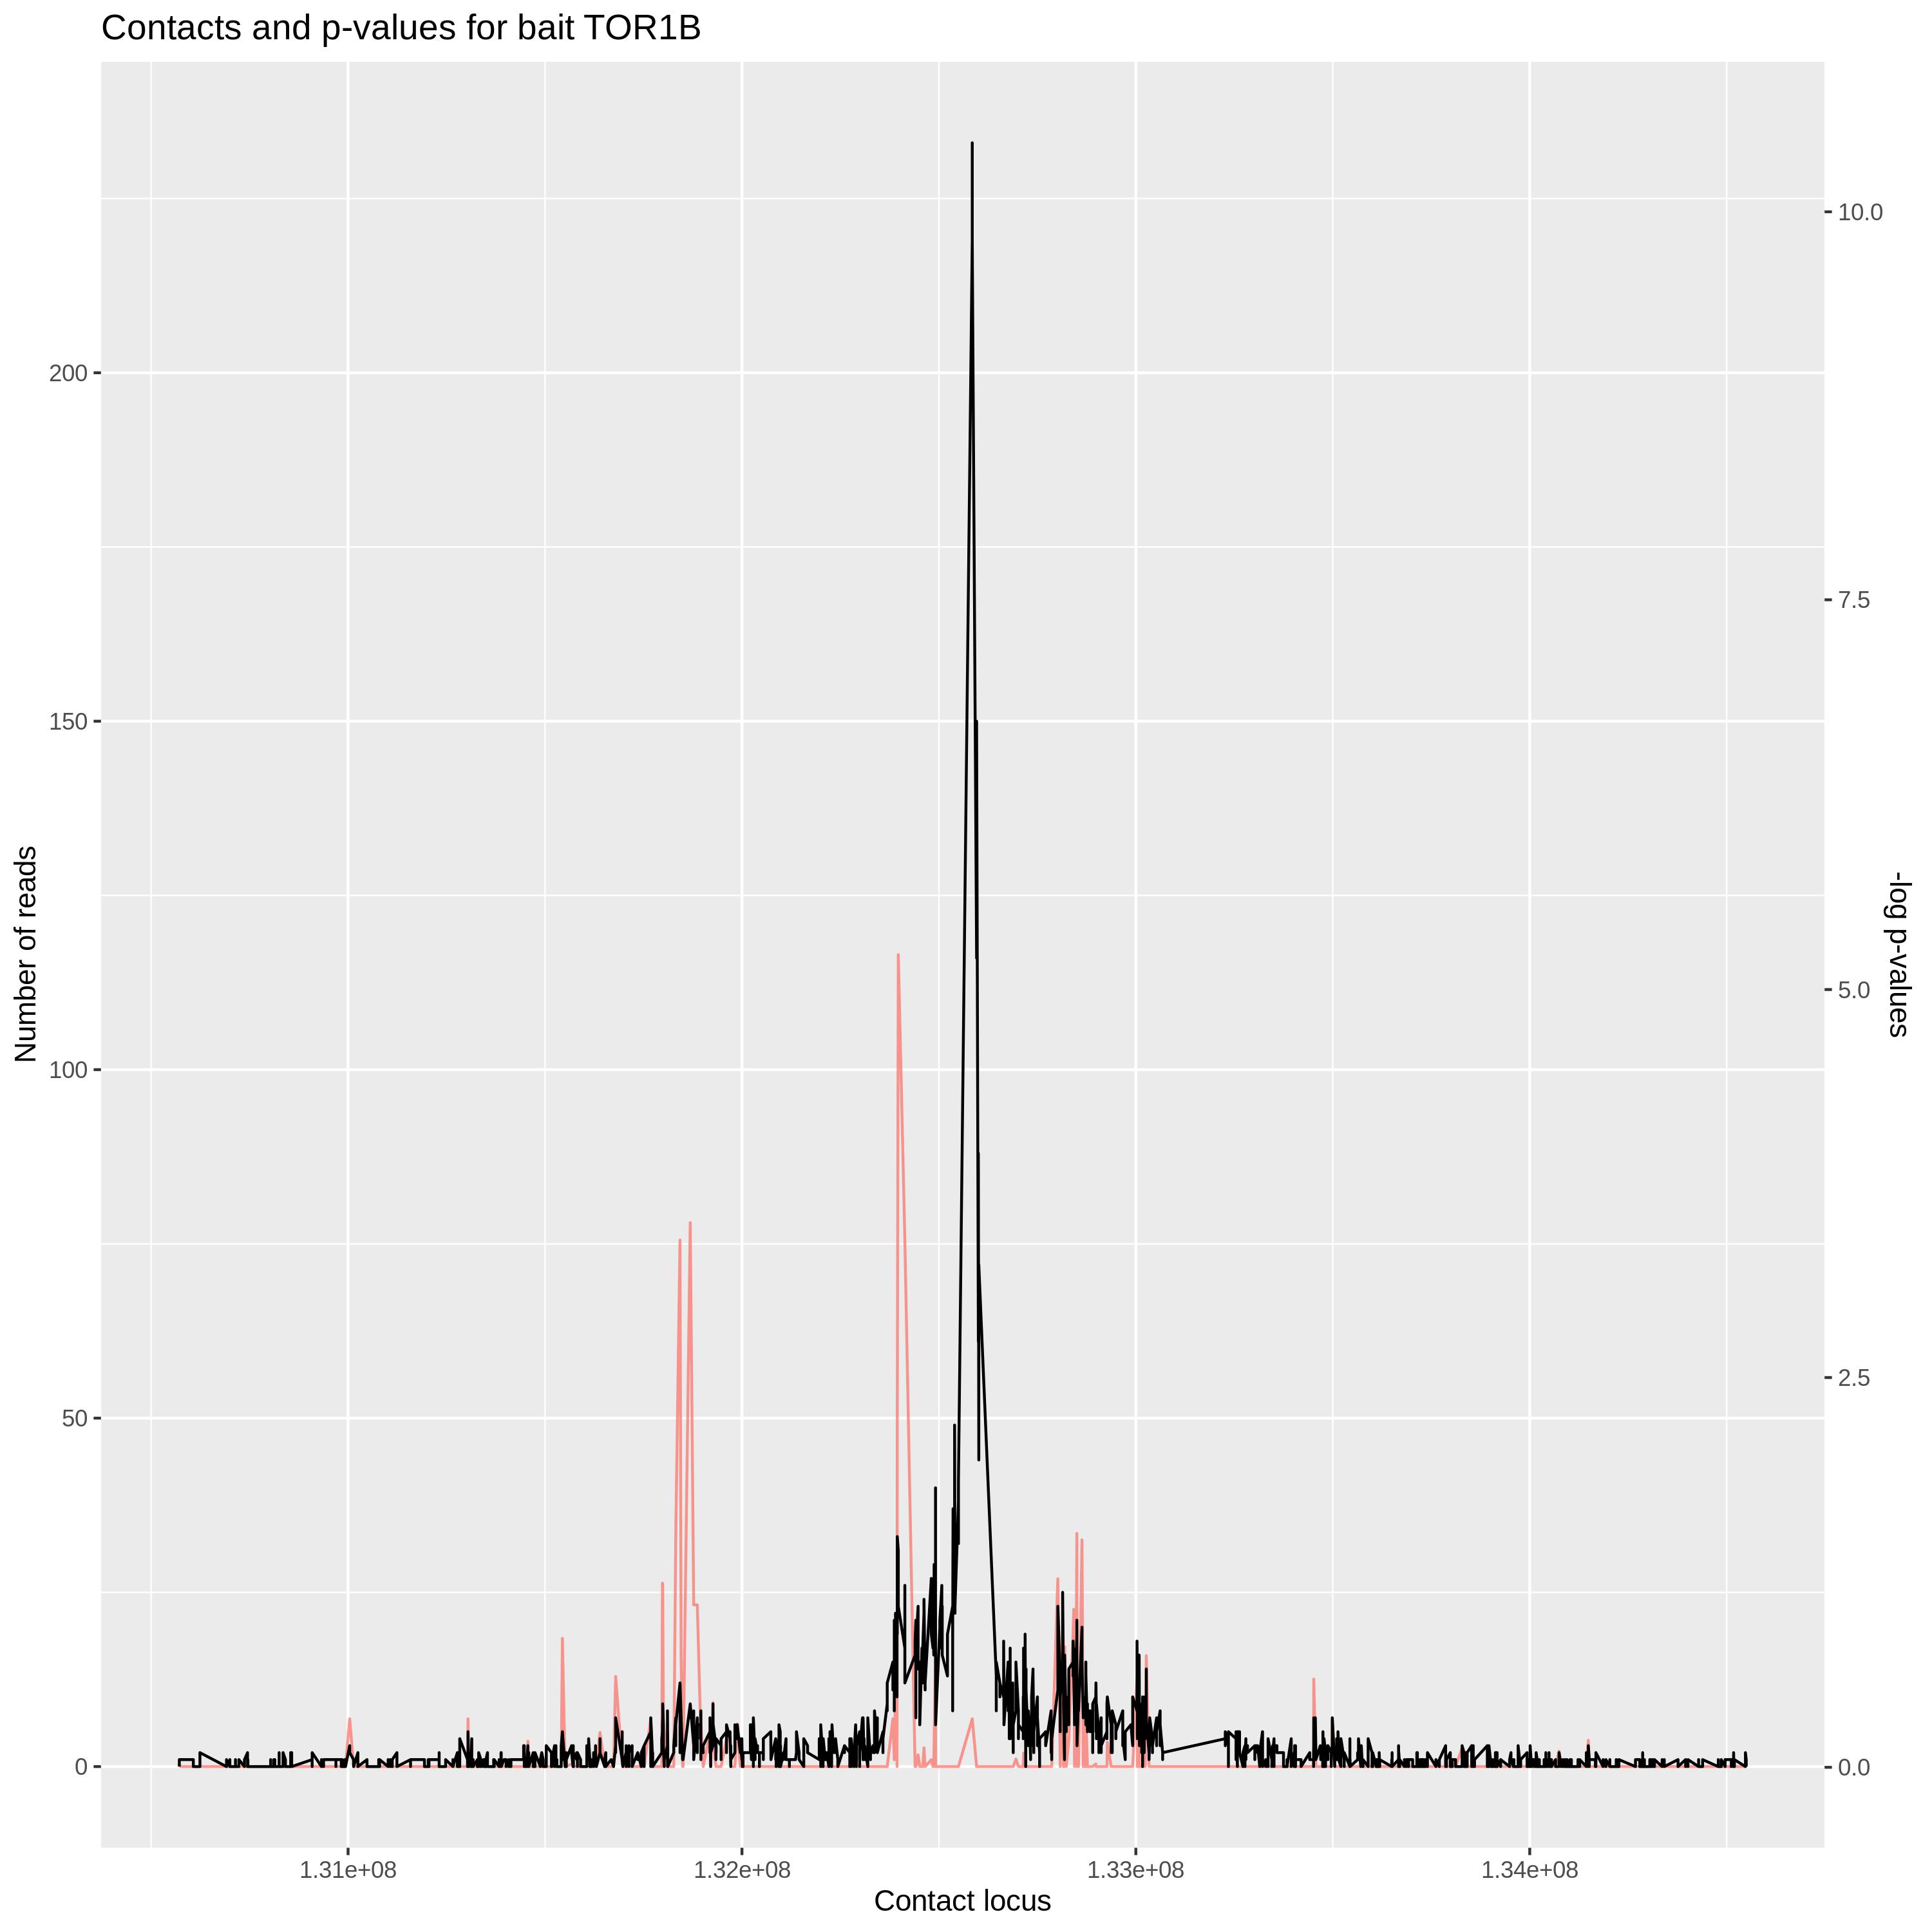 Contacts and p-values for bait TOR1B
Number of reads
200
150
100
50
0
10.0
7.5
5.0
2.5
0.0
-log p-values
1.31e+08
1.32e+08
1.33e+08
1.34e+08
Contact locus